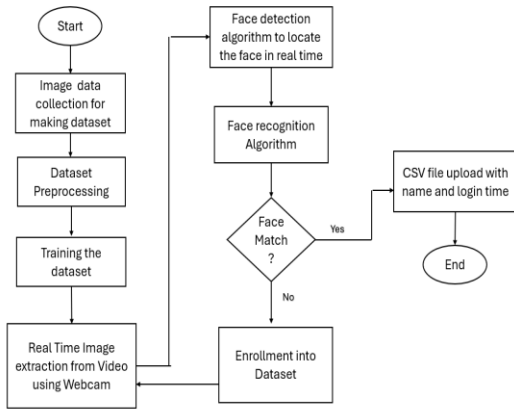 Start
Image data
collection for
making dataset
Dataset
Preprocessing
Training the
dataset
Real Time Image
extraction from Video
using Webcam
Face detection
algorithm to locate
the face in real time
Face recognition
Algorithm
Face
Match
?
Yes
No
CSV file upload with
name and login time
End
Enrollment into
Dataset